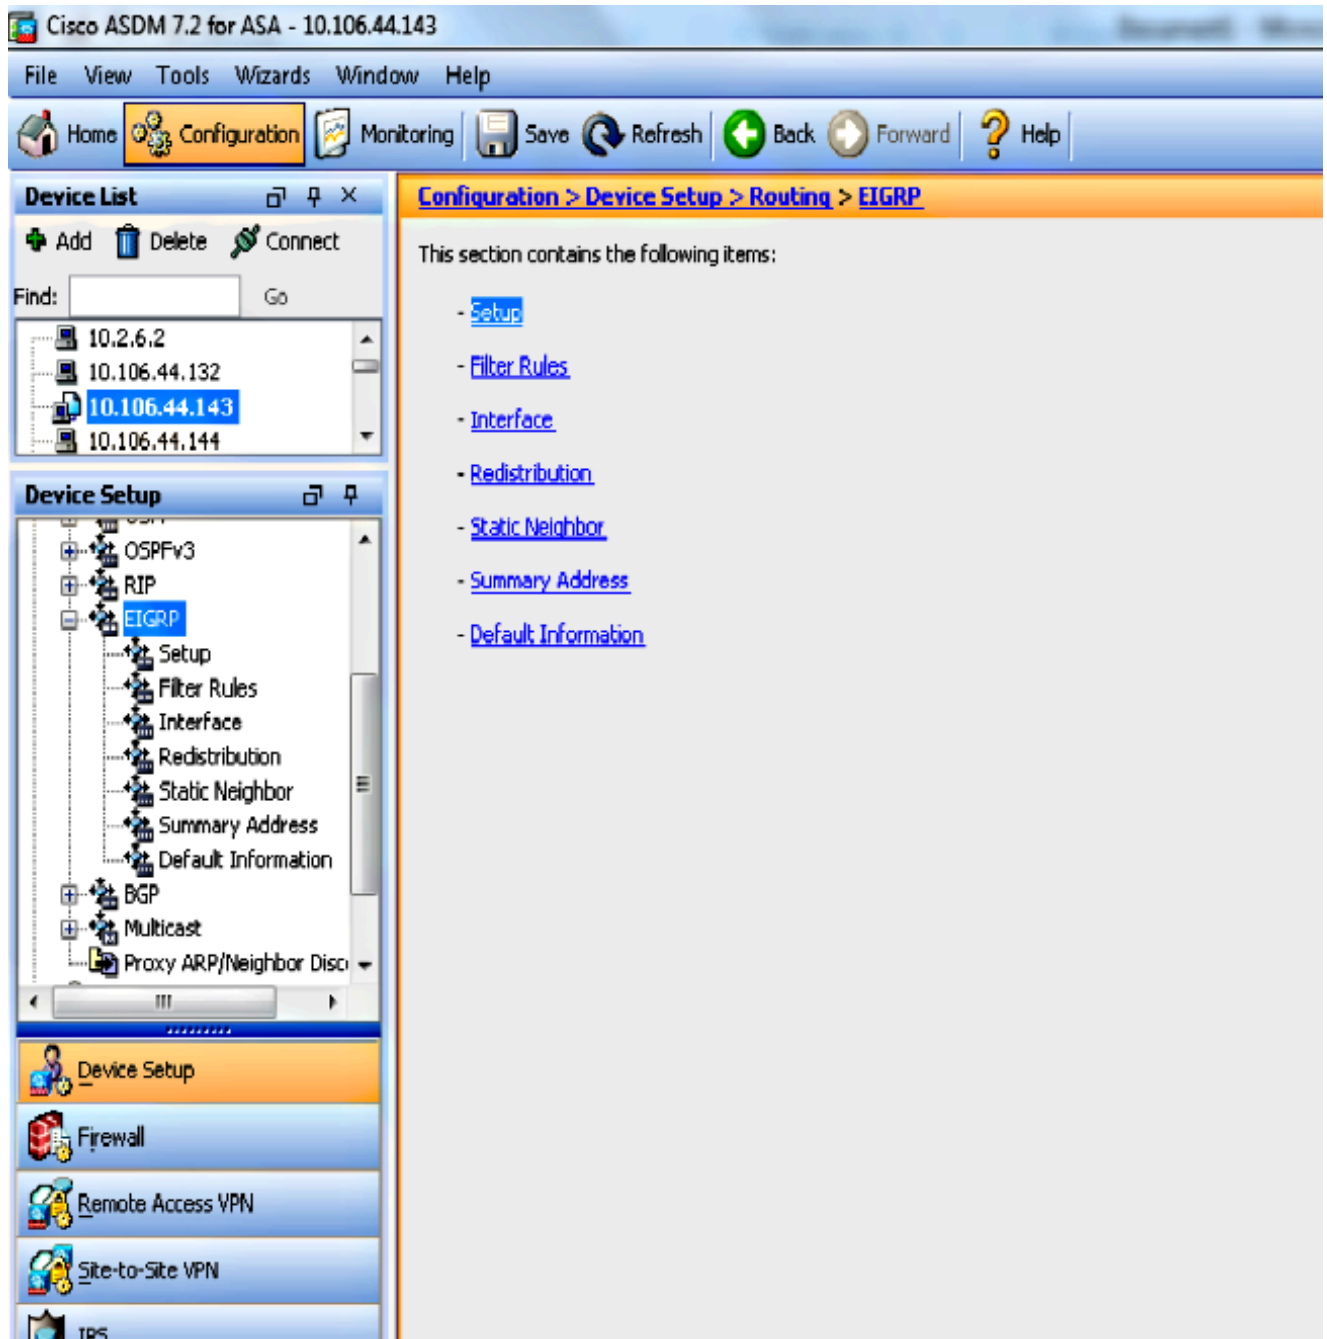 Cisco ASDM 7.2 for ASA - 10.106.44.143
File View Tools Wizards Window Help
Home Configuration Monitoring Save Refresh Back Forward Help
Device List
Add Delete Connect
Find: Go
10.2.6.2
10.106.44.132
10.106.44.143
10.106.44.144
Device Setup
OSPFv3
RIP
EIGRP
Setup
Filter Rules
Interface
Redistribution
Static Neighbor
Summary Address
Default Information
BGP
Multicast
Proxy ARP/Neighbor Disc
Device Setup
Firewall
Remote Access VPN
Site-to-Site VPN
IPS
Configuration > Device Setup > Routing > EIGRP
This section contains the following items:
- Setup
- Filter Rules
- Interface
- Redistribution
- Static Neighbor
- Summary Address
- Default Information